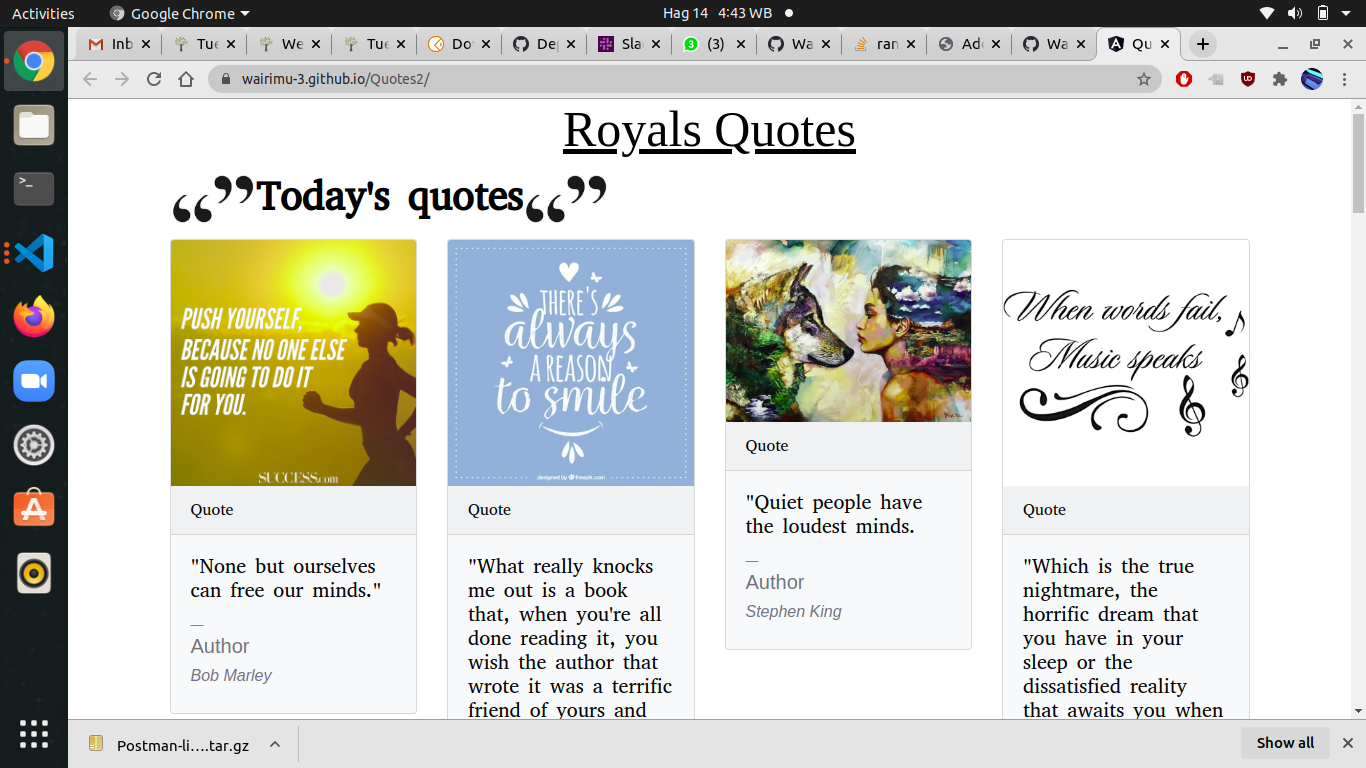 Activities
Google Chrome
Hag 14 4:43 WB
Inb
Tue
We
Tue
Do
De
Sla
3
(3)
Wa
ran
Ad
Wa
Qu
wairimu-3.github.io/Quotes2/
Royals Quotes
“”Today's quotes“”
PUSH YOURSELF,
BECAUSE NO ONE ELSE
IS GOING TO DO IT
FOR YOU.
SUCCESS.com
Quote
"None but ourselves
can free our minds."
—
Author
Bob Marley
THERE'S
always
A REASON
to smile
designed by freepik.com
Quote
"What really knocks
me out is a book
that, when you're all
done reading it, you
wish the author that
wrote it was a terrific
friend of yours and
Quote
"Quiet people have
the loudest minds.
—
Author
Stephen King
When words fail,
Music speaks
Quote
"Which is the true
nightmare, the
horrific dream that
you have in your
sleep or the
dissatisfied reality
that awaits you when
Postman-li….tar.gz
Show all